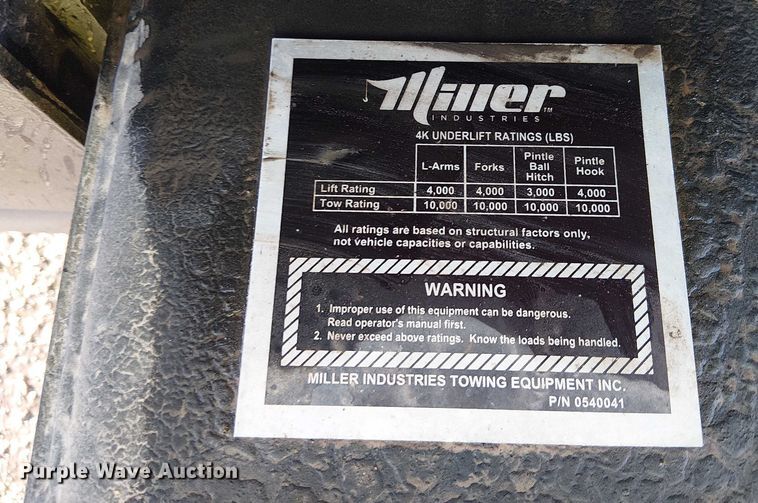 Miller™
INDUSTRIES
4K UNDERLIFT RATINGS (LBS)
L-Arms Forks Pintle Ball Hitch Pintle Hook
Lift Rating 4,000 4,000 3,000 4,000
Tow Rating 10,000 10,000 10,000 10,000
All ratings are based on structural factors only,
not vehicle capacities or capabilities.
WARNING
1. Improper use of this equipment can be dangerous.
Read operator's manual first.
2. Never exceed above ratings. Know the loads being handled.
MILLER INDUSTRIES TOWING EQUIPMENT INC.
P/N 0540041
Purple Wave Auction